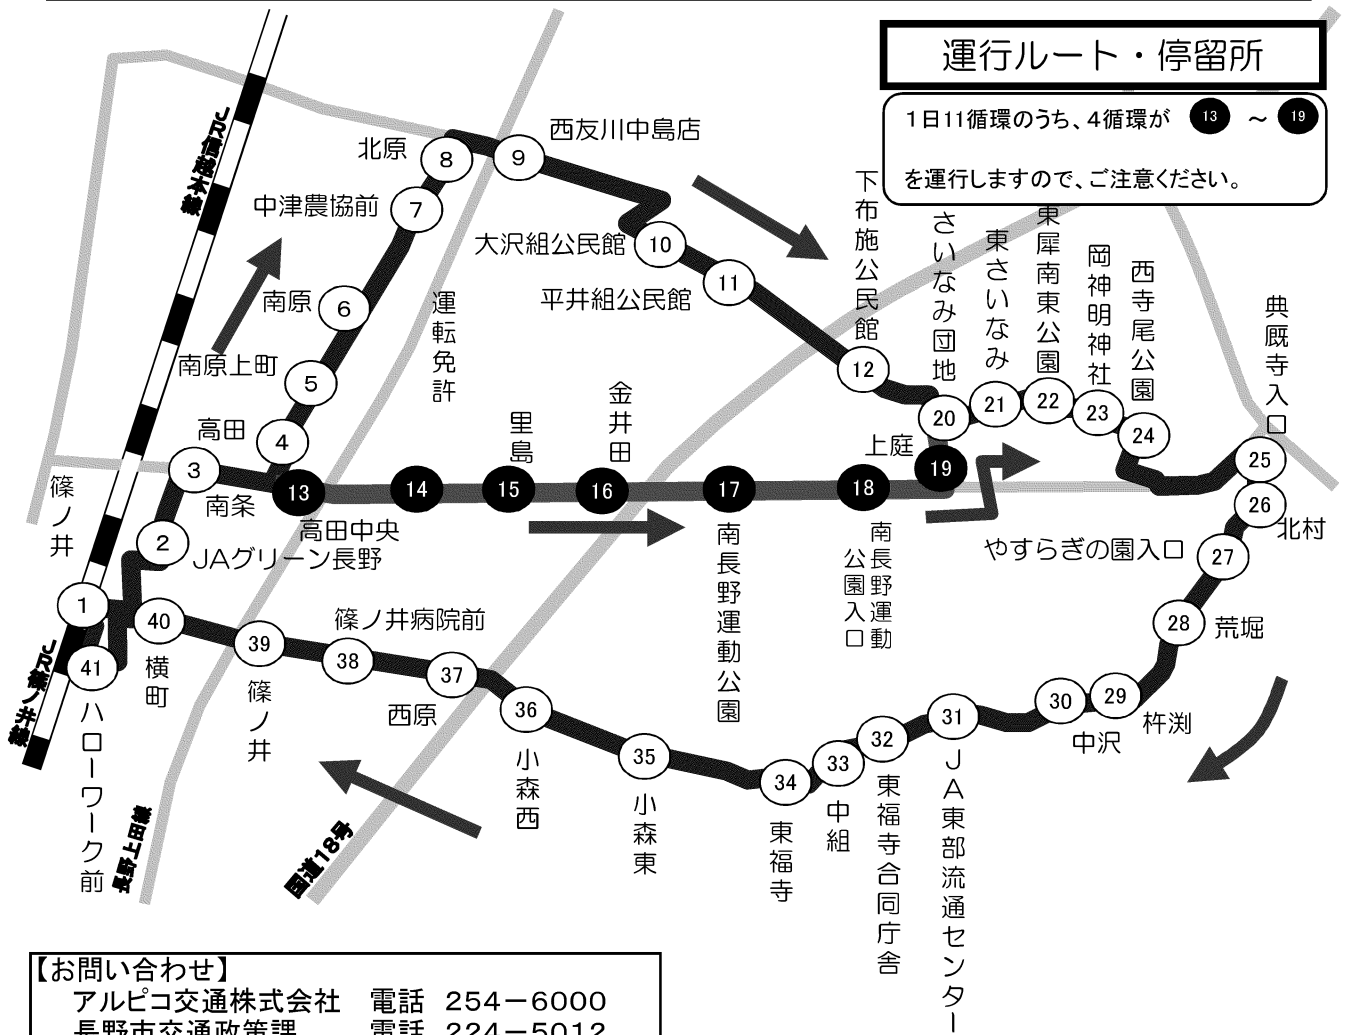 運行ルート・停留所
1日11循環のうち、4循環が 13 ～ 19
を運行しますので、ご注意ください。
JR信越本線
北原
8
9
西友川中島店
中津農協前
7
大沢組公民館
10
平井組公民館
11
南原
6
運転免許
南原上町
5
高田
4
下布施公民館
12
さいなみ団地
20
東さいなみ
21
東犀南東公園
22
岡神明神社
23
西寺尾公園
24
典厩寺入口
25
3
南条
13
高田中央
14
里島
15
金井田
16
17
南長野運動公園
18
南長野運動
公園入口
上庭
19
26
北村
やすらぎの園入口
27
28
荒堀
篠ノ井
1
2
JAグリーン長野
40
横町
39
篠ノ井
38
篠ノ井病院前
37
西原
36
小森西
35
小森東
34
東福寺
33
中組
32
東福寺合同庁舎
31
JA東部流通センター
30
中沢
29
杵渕
41
ハローワーク前
JR篠ノ井線
長野上田線
国道18号
【お問い合わせ】
アルピコ交通株式会社 電話 254－6000
長野市交通政策課 電話 224－5012